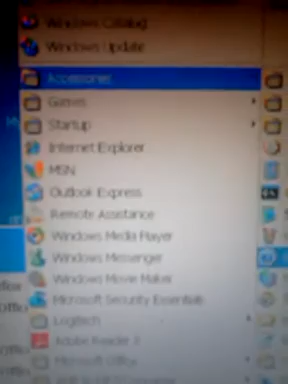 Windows Catalog
Windows Update
Accessories
Games
Startup
Internet Explorer
MSN
Outlook Express
Remote Assistance
Windows Media Player
Windows Messenger
Windows Movie Maker
Microsoft Security Essentials
Logitech
Adobe Reader
Microsoft Office